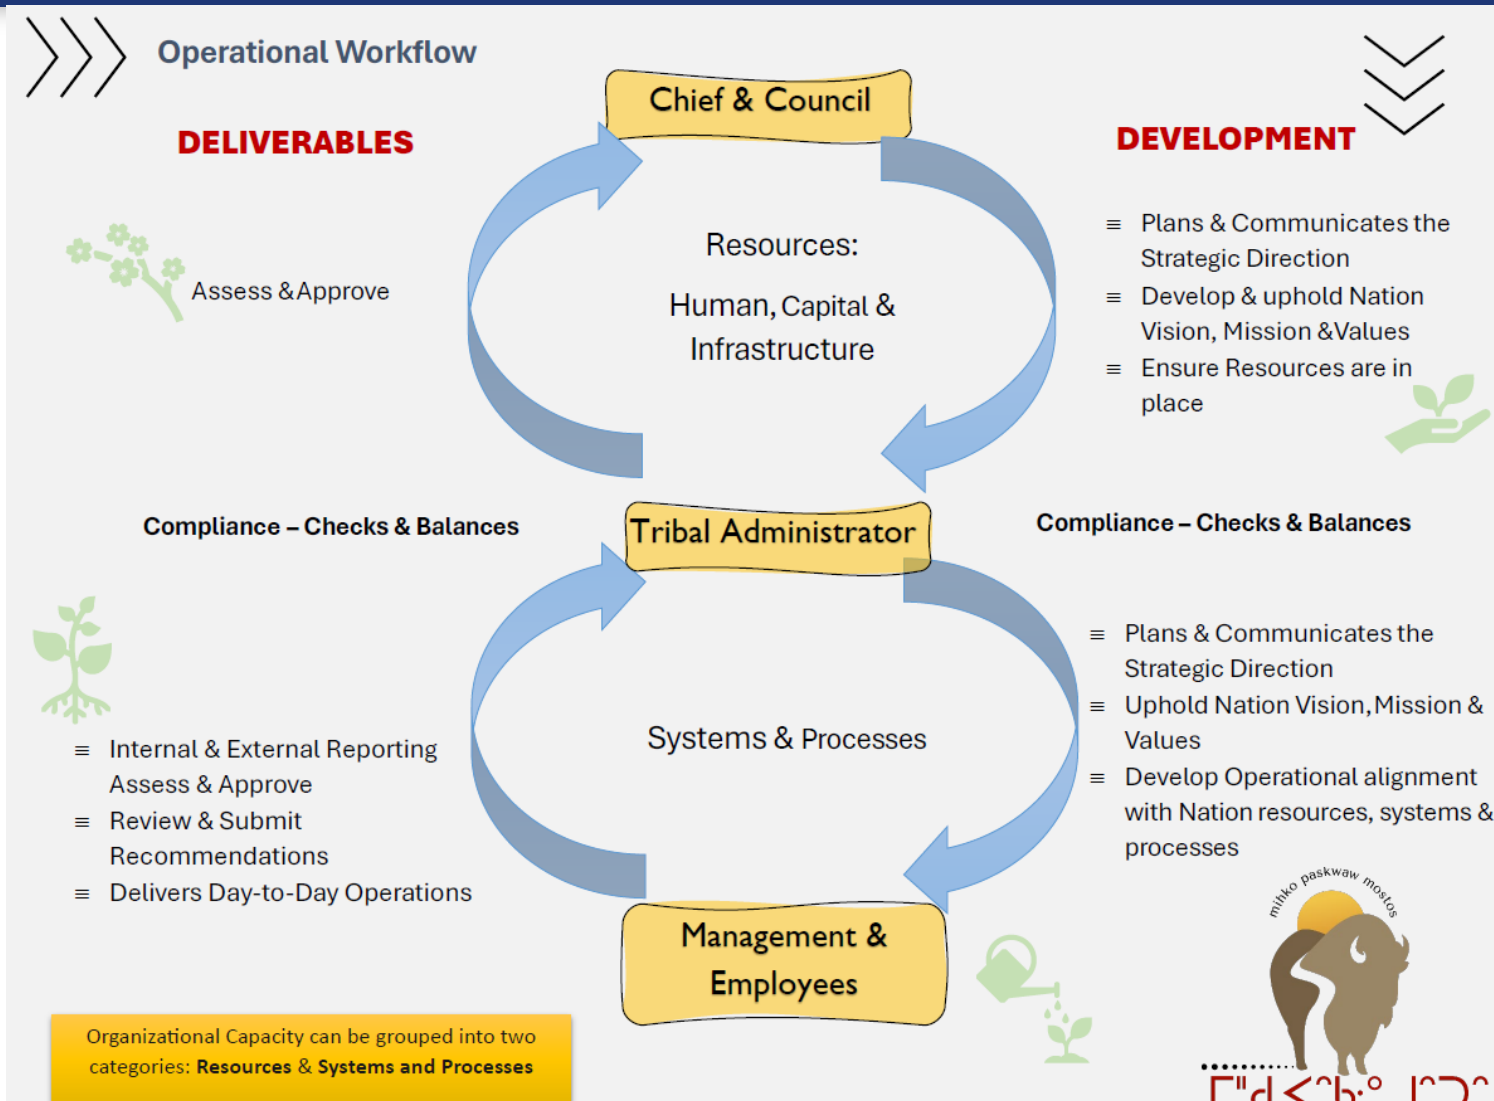 Operational Workflow
Chief & Council
DELIVERABLES
DEVELOPMENT
Resources:
Human, Capital &
Infrastructure
Assess & Approve
Plans & Communicates the
Strategic Direction
Develop & uphold Nation
Vision, Mission & Values
Ensure Resources are in
place
Compliance – Checks & Balances
Tribal Administrator
Compliance – Checks & Balances
Systems & Processes
Internal & External Reporting
Assess & Approve
Review & Submit
Recommendations
Delivers Day-to-Day Operations
Plans & Communicates the
Strategic Direction
Uphold Nation Vision, Mission &
Values
Develop Operational alignment
with Nation resources, systems &
processes
Management &
Employees
Organizational Capacity can be grouped into two
categories: Resources & Systems and Processes
mihko paskwaw mostos